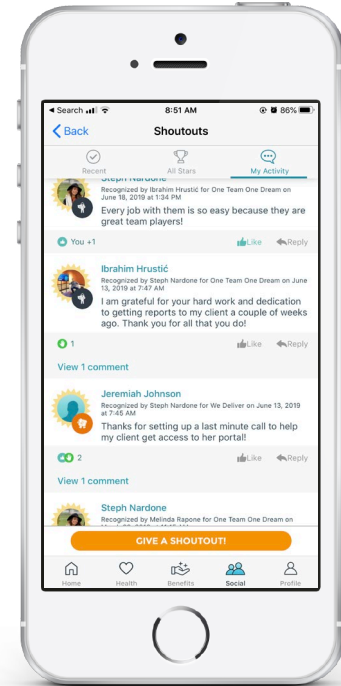 Search 8:51 AM 86%
Back Shoutouts
Recent All Stars My Activity
Steph Nardone
Recognized by Ibrahim Hrustić for One Team One Dream on
June 18, 2019 at 1:34 PM
Every job with them is so easy because they are
great team players!
You +1 Like Reply
Ibrahim Hrustić
Recognized by Steph Nardone for One Team One Dream on June
13, 2019 at 7:47 AM
I am grateful for your hard work and dedication
to getting reports to my client a couple of weeks
ago. Thank you for all that you do!
1 Like Reply
View 1 comment
Jeremiah Johnson
Recognized by Steph Nardone for We Deliver on June 13, 2019
at 7:45 AM
Thanks for setting up a last minute call to help
my client get access to her portal!
2 Like Reply
View 1 comment
Steph Nardone
Recognized by Melinda Rapone for One Team One Dream on
GIVE A SHOUTOUT!
Home Health Benefits Social Profile